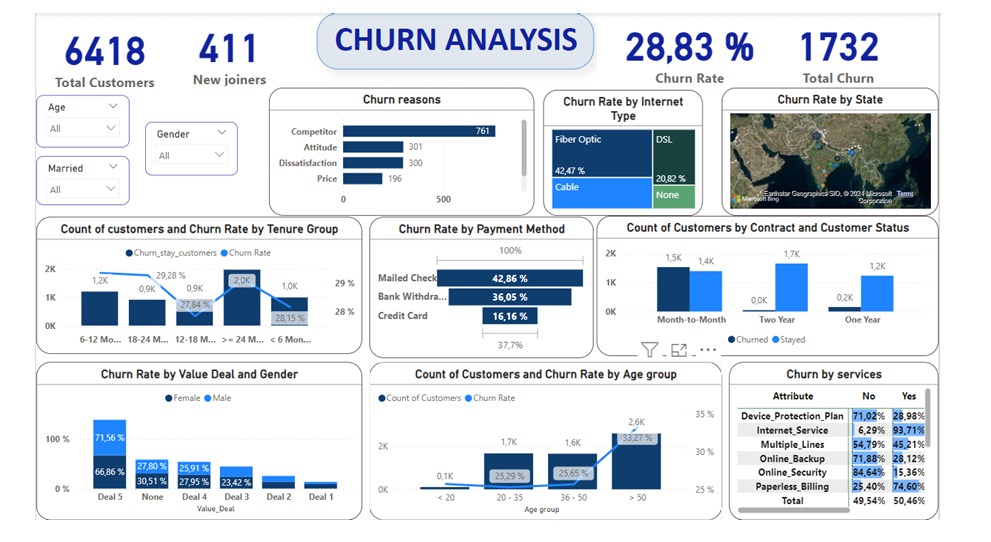 CHURN ANALYSIS
6418
Total Customers
411
New joiners
28,83 %
Churn Rate
1732
Total Churn
Age
All
Gender
All
Married
All
Churn reasons
Competitor 761
Attitude 301
Dissatisfaction 300
Price 196
0 500
Churn Rate by Internet
Type
Fiber Optic
42,47 %
Cable
DSL
20,82 %
None
Churn Rate by State
Earthstar Geographics SIO, © 2024 Microsoft Terms
Corporation
Microsoft Bing
Count of customers and Churn Rate by Tenure Group
Churn_stay_customers Churn Rate
2K
1K
0K
1,2K
0,9K
29,28 %
0,9K
27,84 %
2,0K
1,0K
28,15 %
29 %
28 %
6-12 Mo... 18-24 M... 12-18 M... >= 24 M... < 6 Mon...
Churn Rate by Payment Method
100%
Mailed Check 42,86 %
Bank Withdra... 36,05 %
Credit Card 16,16 %
37,7%
Count of Customers by Contract and Customer Status
2K
1K
0K
1,5K 1,4K
0,0K 1,7K
0,2K 1,2K
Month-to-Month Two Year One Year
Churned Stayed
Churn Rate by Value Deal and Gender
Female Male
100 %
0 %
71,56 %
66,86 %
27,80 %
30,51 %
25,91 %
27,95 %
23,42 %
Deal 5 None Deal 4 Deal 3 Deal 2 Deal 1
Value_Deal
Count of Customers and Churn Rate by Age group
Count of Customers Churn Rate
2K
0K
0,1K
1,7K
25,29 %
1,6K
25,65 %
2,6K
33,27 %
35 %
30 %
25 %
< 20 20 - 35 36 - 50 > 50
Age group
Churn by services
Attribute No Yes
Device_Protection_Plan 71,02% 28,98%
Internet_Service 6,29% 93,71%
Multiple_Lines 54,79% 45,21%
Online_Backup 71,88% 28,12%
Online_Security 84,64% 15,36%
Paperless_Billing 25,40% 74,60%
Total 49,54% 50,46%